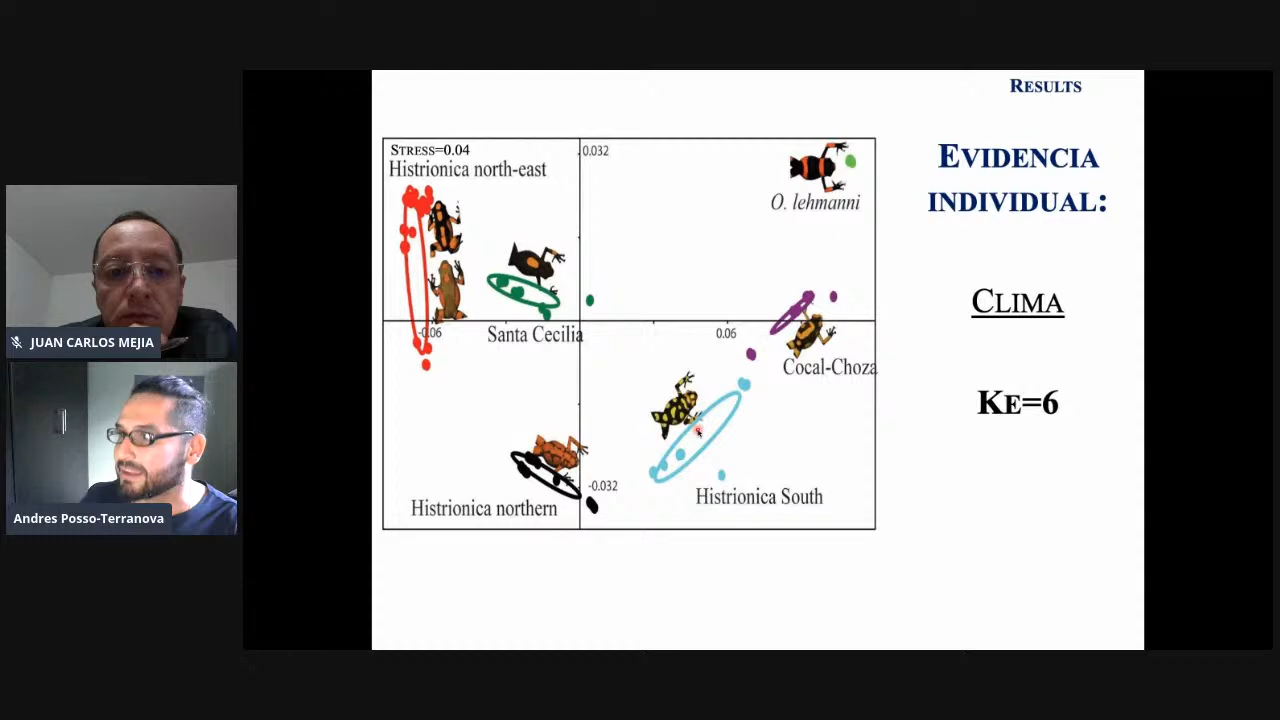 RESULTS
STRESS=0.04
Histrionica north-east
0.032
O. lehmanni
EVIDENCIA
INDIVIDUAL:
CLIMA
KE=6
-0.06
Santa Cecilia
0.06
Cocal-Choza
-0.032
Histrionica northern
Histrionica South
JUAN CARLOS MEJIA
Andres Posso-Terranova